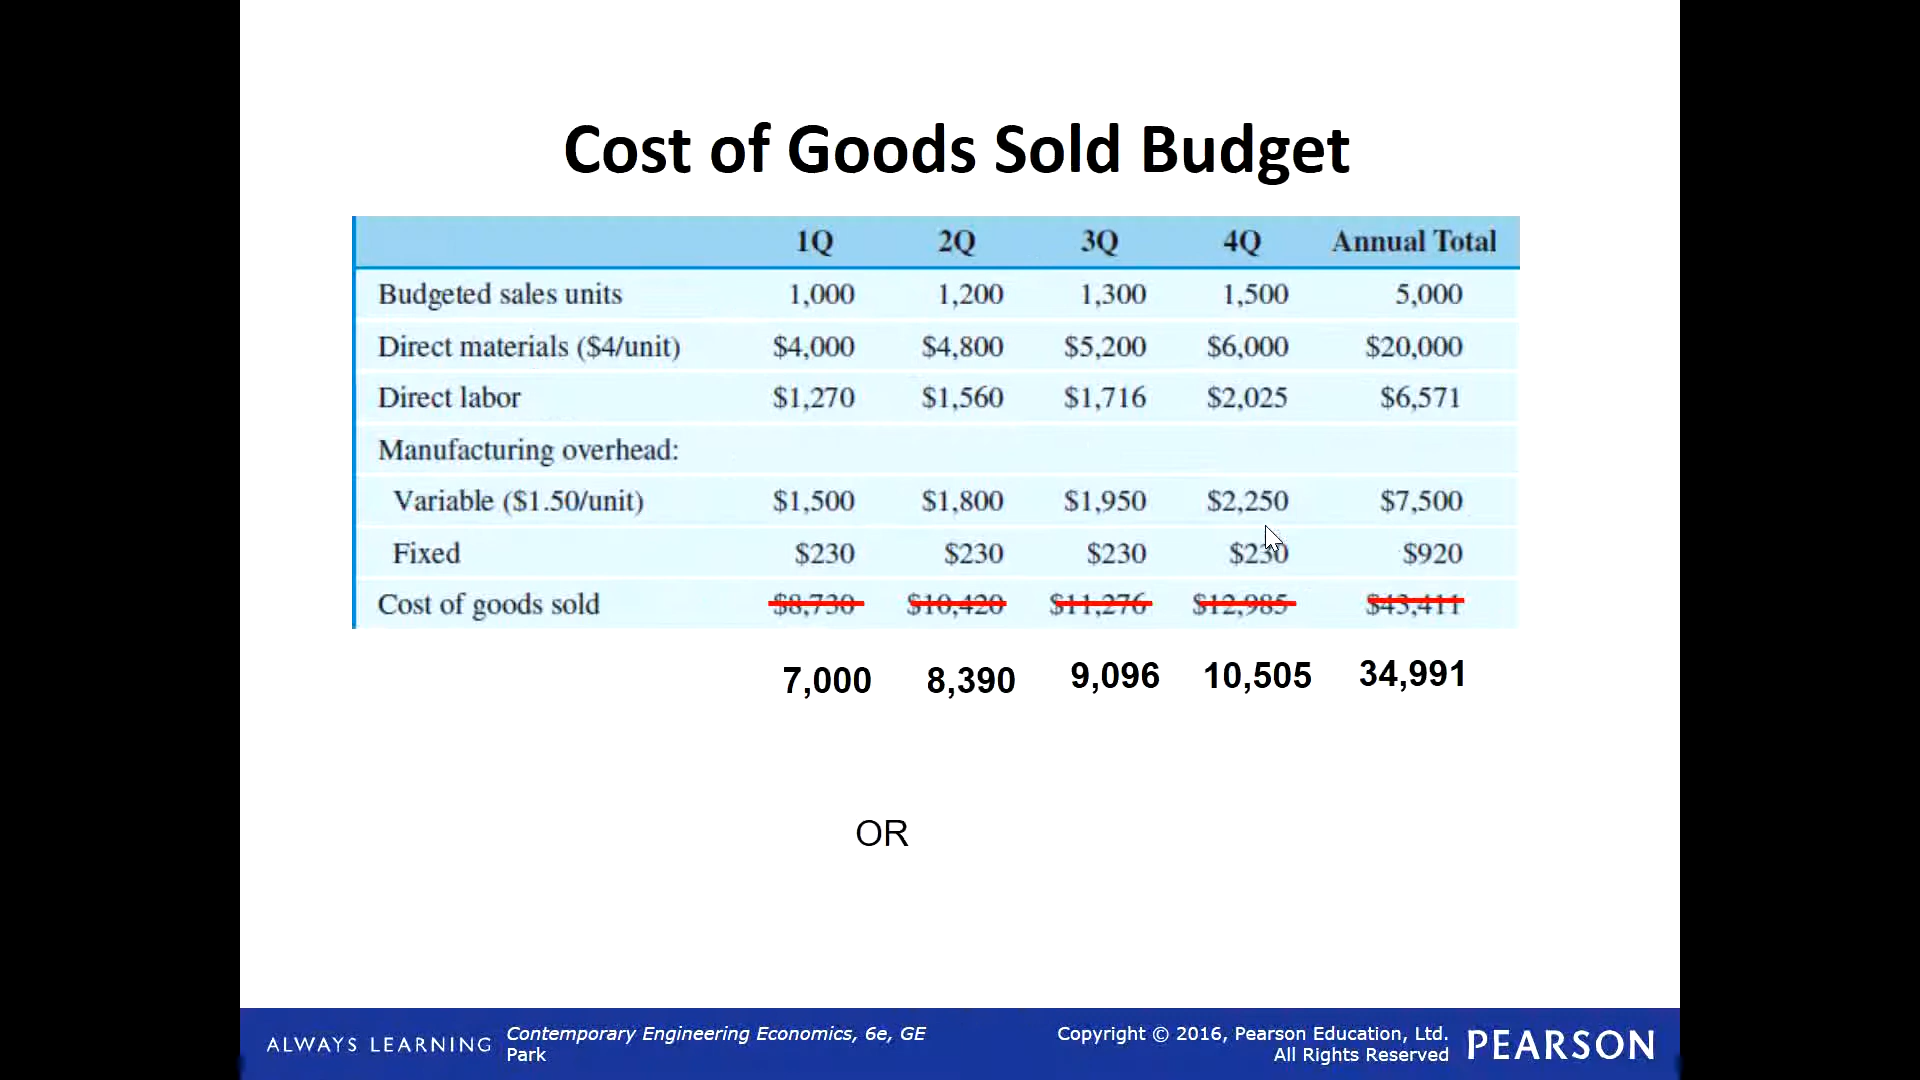 Cost of Goods Sold Budget
1Q 2Q 3Q 4Q Annual Total
Budgeted sales units 1,000 1,200 1,300 1,500 5,000
Direct materials ($4/unit) $4,000 $4,800 $5,200 $6,000 $20,000
Direct labor $1,270 $1,560 $1,716 $2,025 $6,571
Manufacturing overhead:
Variable ($1.50/unit) $1,500 $1,800 $1,950 $2,250 $7,500
Fixed $230 $230 $230 $230 $920
Cost of goods sold $8,730 $10,420 $11,276 $12,985 $43,411
7,000 8,390 9,096 10,505 34,991
OR
ALWAYS LEARNING
Contemporary Engineering Economics, 6e, GE
Park
Copyright © 2016, Pearson Education, Ltd.
All Rights Reserved
PEARSON